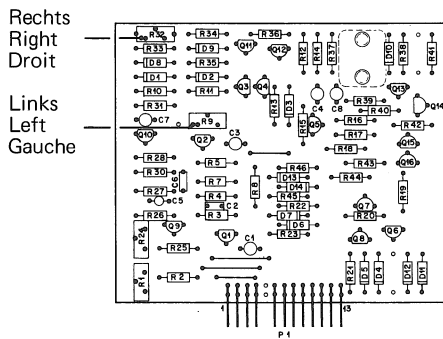 Rechts
Right
Droit
Links
Left
Gauche
R32 R34 R36
R33 D9 Q11 Q12 R12 R14 R37 D10 R38 R41
D8 R35
D1 D2 Q3 Q4 Q13
R10 R11 R13 D3 C4 C8 R39 Q14
R31 R40
C7 R9 R15 Q5 R16 R42
Q10 Q2 C3 R17 Q15
R18
R28 R5 R43 Q16
R30 C6 R46
R7 D13 R44
R27 R8 D14 R19
C5 R4 R45
C2 R22 Q7
R26 R3 D7 R20
Q9 Q1 D6 Q6
R2 R23 Q8
R25 C1
R1 R2 R21 D5 D4 D12 D11
1 13
P1